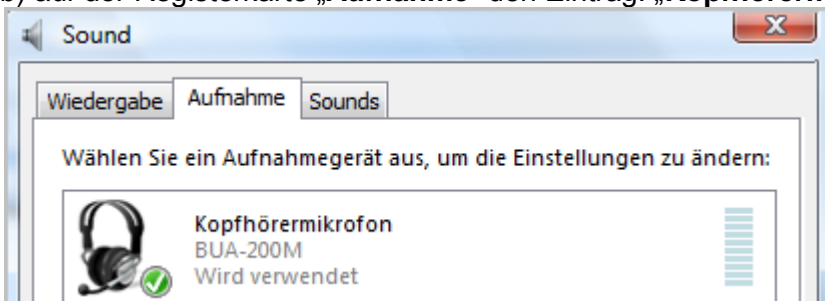 Sound
Wiedergabe Aufnahme Sounds
Wählen Sie ein Aufnahmegerät aus, um die Einstellungen zu ändern:
Kopfhörermikrofon
BUA-200M
Wird verwendet